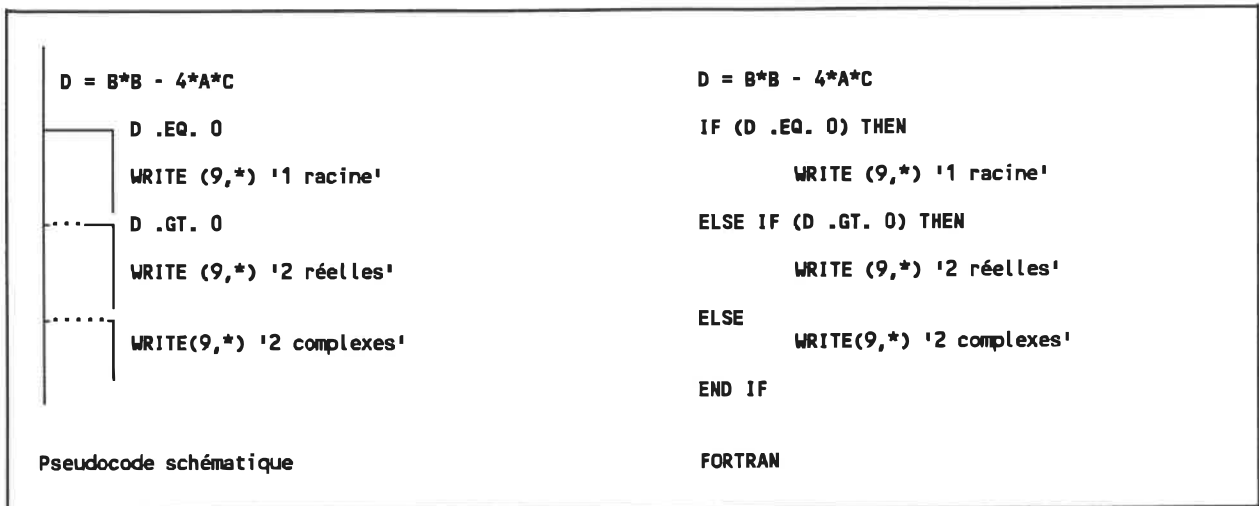 D = B*B - 4*A*C
D .EQ. 0
WRITE (9,*) '1 racine'
D .GT. 0
WRITE (9,*) '2 réelles'
WRITE(9,*) '2 complexes'
Pseudocode schématique
D = B*B - 4*A*C
IF (D .EQ. 0) THEN
WRITE (9,*) '1 racine'
ELSE IF (D .GT. 0) THEN
WRITE (9,*) '2 réelles'
ELSE
WRITE(9,*) '2 complexes'
END IF
FORTRAN